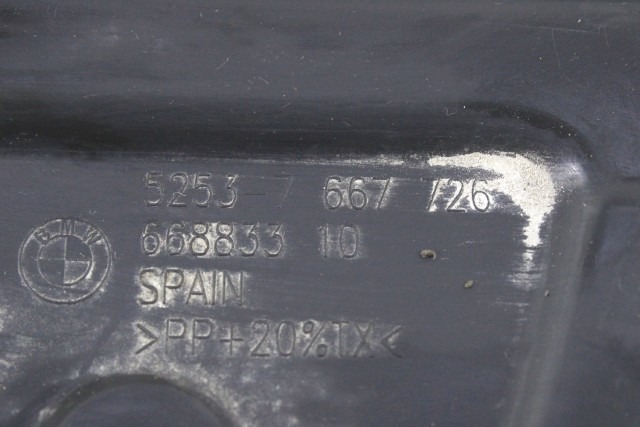 5253-7 667 726
BMW
668833 10
SPAIN
>PP+20%TX<